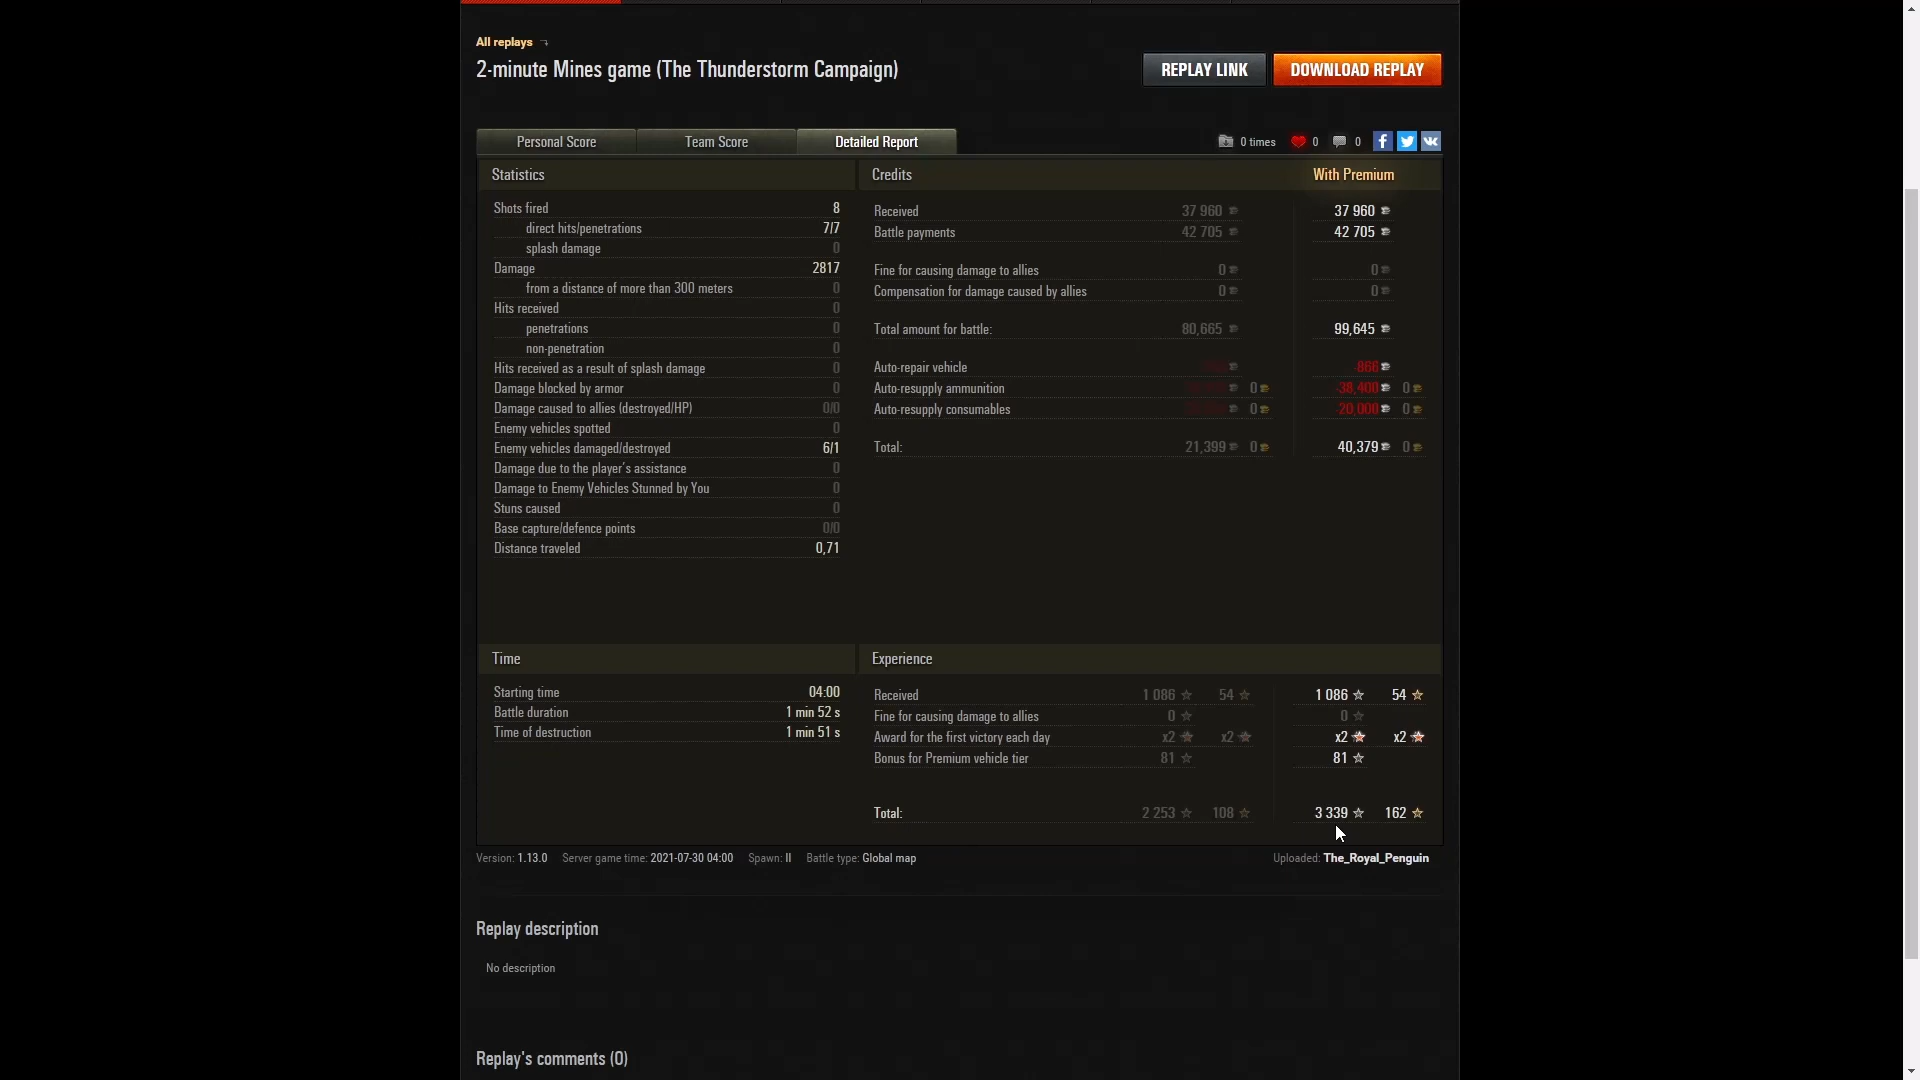 All replays
2-minute Mines game (The Thunderstorm Campaign)
REPLAY LINK
DOWNLOAD REPLAY
Personal Score
Team Score
Detailed Report
0 times
0
0
Statistics
Credits
With Premium
Shots fired 8
direct hits/penetrations 7/7
splash damage 0
Damage 2817
from a distance of more than 300 meters 0
Hits received 0
penetrations 0
non-penetration 0
Hits received as a result of splash damage 0
Damage blocked by armor 0
Damage caused to allies (destroyed/HP) 0/0
Enemy vehicles spotted 0
Enemy vehicles damaged/destroyed 6/1
Damage due to the player's assistance 0
Damage to Enemy Vehicles Stunned by You 0
Stuns caused 0
Base capture/defence points 0/0
Distance traveled 0,71
Received 37 960 37 960
Battle payments 42 705 42 705
Fine for causing damage to allies 0 0
Compensation for damage caused by allies 0 0
Total amount for battle: 80,665 99,645
Auto-repair vehicle -866
Auto-resupply ammunition 0 -38,400 0
Auto-resupply consumables 0 -20,000 0
Total: 21,399 0 40,379 0
Time
Starting time 04:00
Battle duration 1 min 52 s
Time of destruction 1 min 51 s
Experience
Received 1 086 54 1 086 54
Fine for causing damage to allies 0 0
Award for the first victory each day x2 x2 x2 x2
Bonus for Premium vehicle tier 81 81
Total: 2 253 108 3 339 162
Version: 1.13.0 Server game time: 2021-07-30 04:00 Spawn: II Battle type: Global map
Uploaded: The_Royal_Penguin
Replay description
No description
Replay's comments (0)